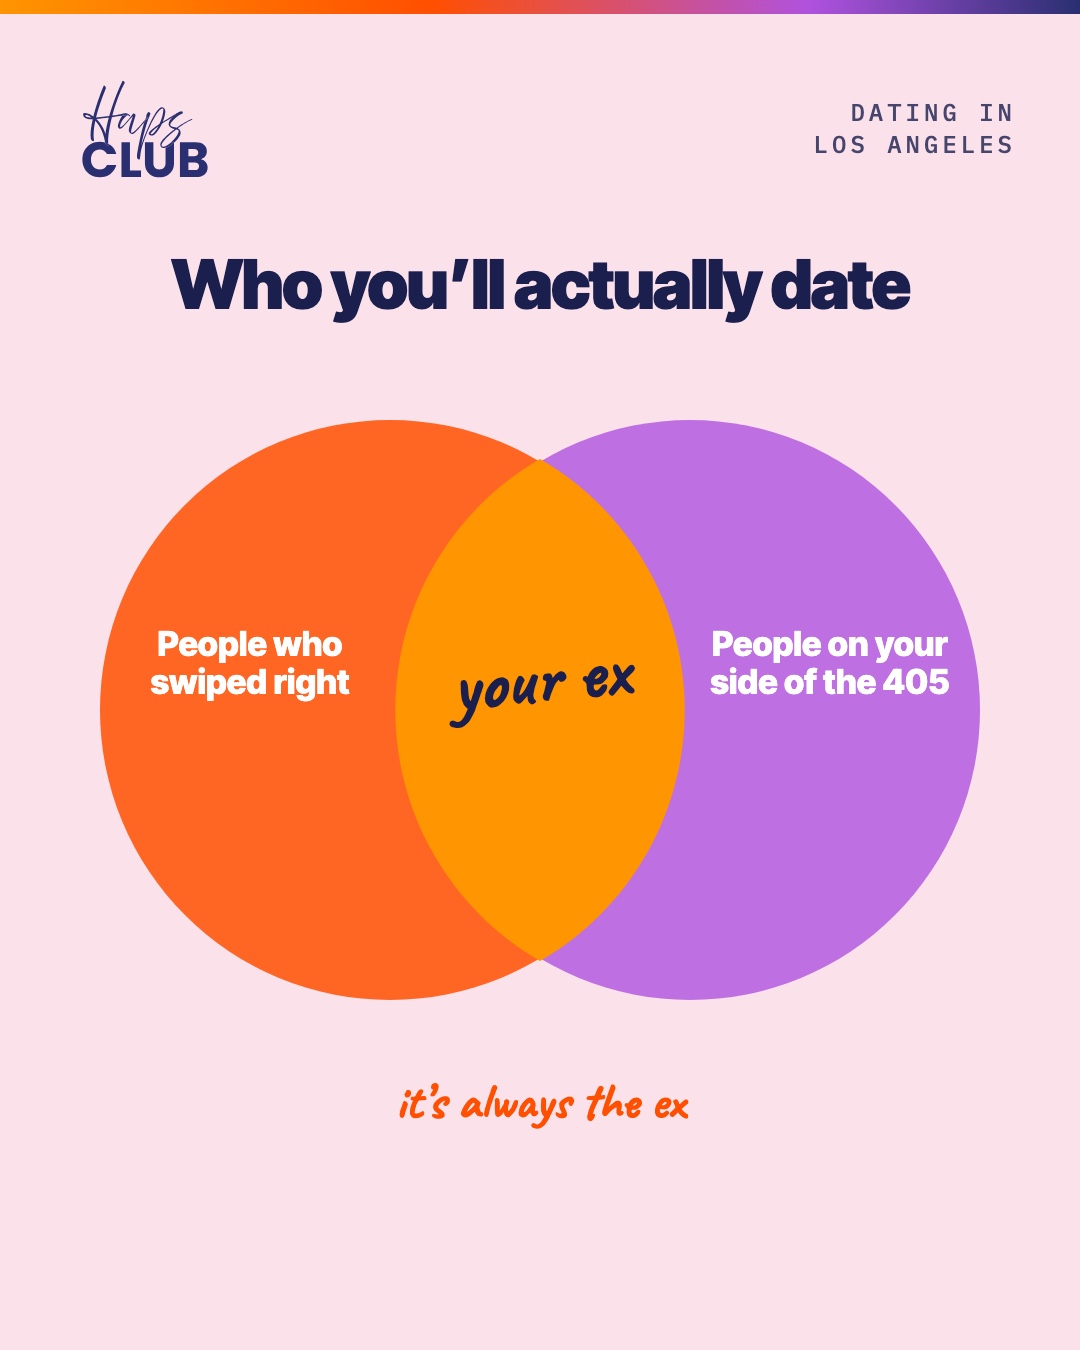 Haps
CLUB
DATING IN
LOS ANGELES
Who you’ll actually date
People who
swiped right
your ex
People on your
side of the 405
it’s always the ex